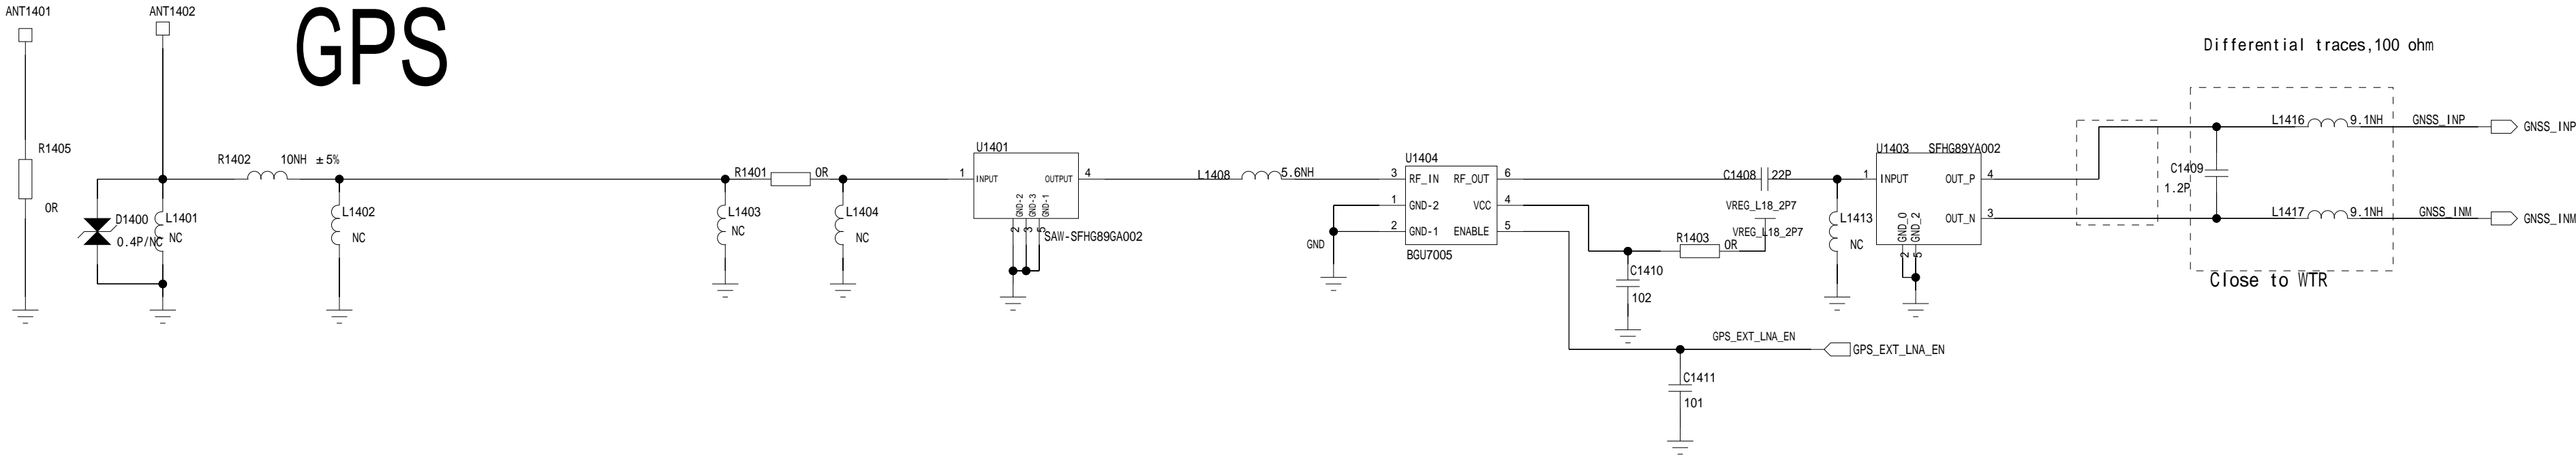 ANT1401
ANT1402
GPS
Differential traces,100 ohm
R1405
0R
D1400
0.4P/NC
L1401
NC
R1402
10NH ±5%
L1402
NC
R1401
0R
L1403
NC
L1404
NC
U1401
1
INPUT
OUTPUT
4
GND-2
GND-3
GND-1
2
3
5
SAW-SFHG89GA002
L1408
5.6NH
U1404
3
RF_IN
RF_OUT
6
1
GND-2
VCC
4
2
GND-1
ENABLE
5
GND
BGU7005
C1408
22P
VREG_L18_2P7
VREG_L18_2P7
R1403
0R
C1410
102
L1413
NC
GPS_EXT_LNA_EN
GPS_EXT_LNA_EN
C1411
101
U1403
SFHG89YA002
1
INPUT
OUT_P
4
OUT_N
3
GND_0
GND_2
2
5
L1416
9.1NH
GNSS_INP
GNSS_INP
C1409
1.2P
L1417
9.1NH
GNSS_INM
GNSS_INM
Close to WTR